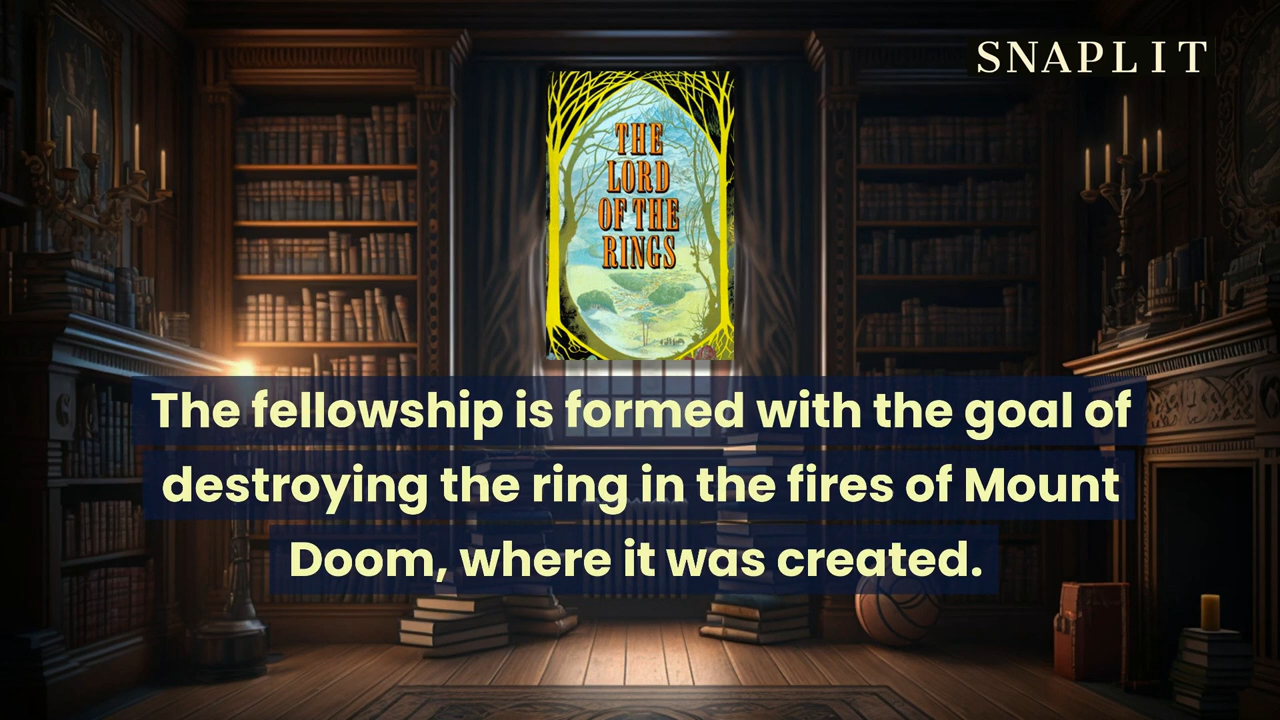 SNAPLIT
THE
LORD
OF THE
RINGS
The fellowship is formed with the goal of
destroying the ring in the fires of Mount
Doom, where it was created.